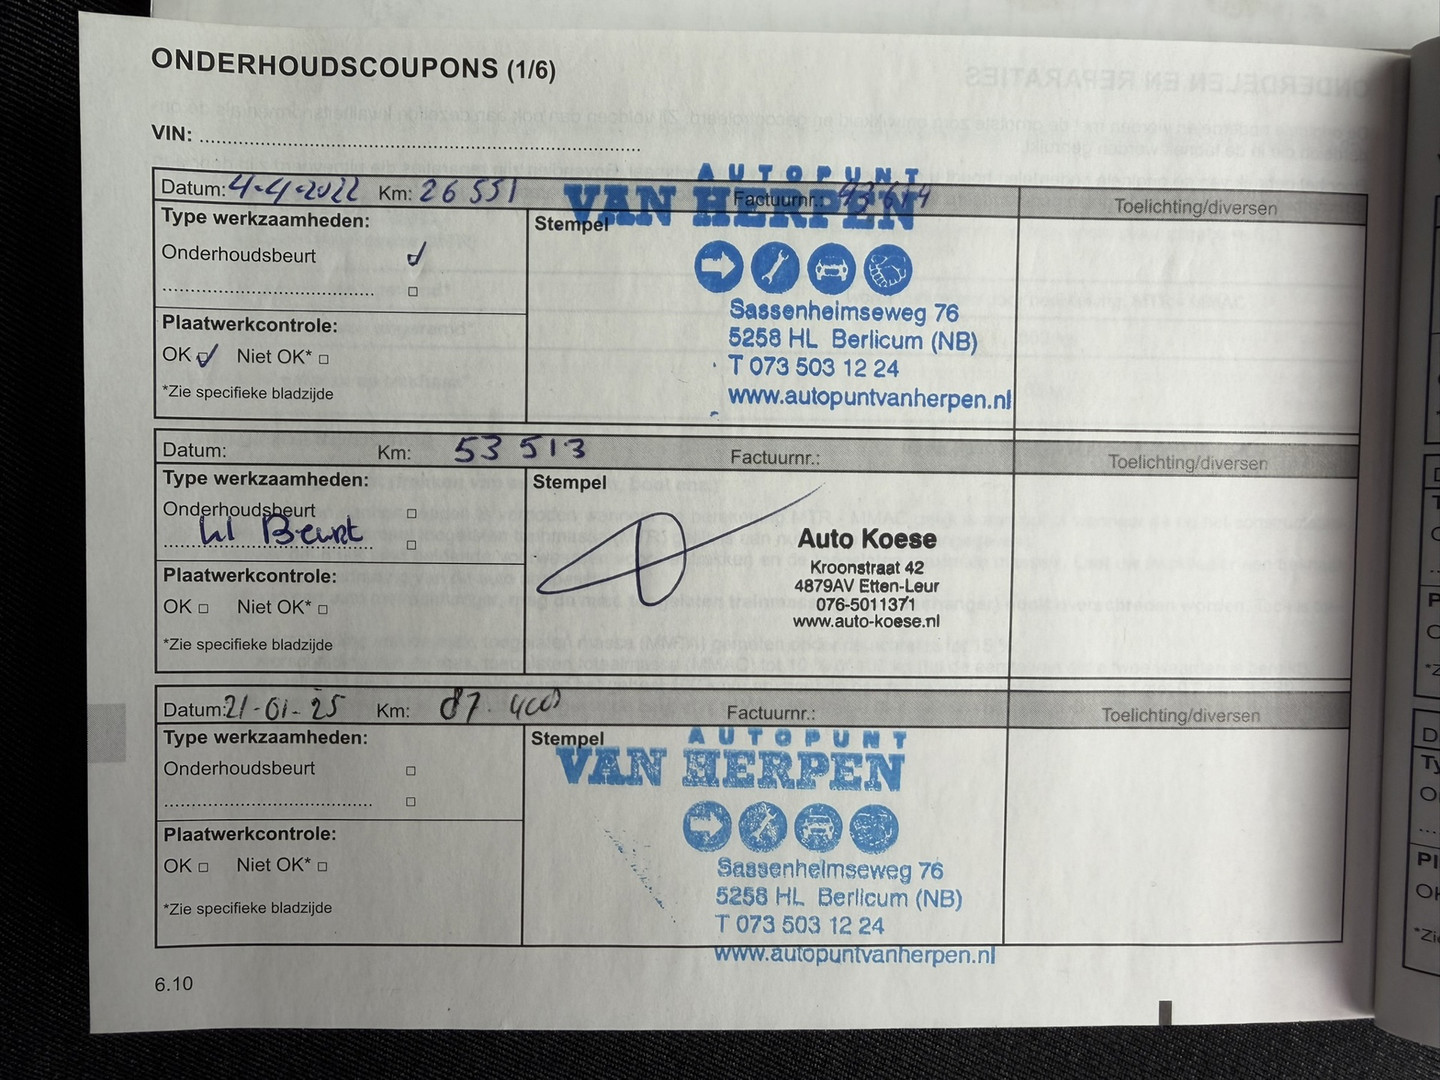 ONDERHOUDSCOUPONS (1/6)
VIN:
AUTOPUNT
VAN HERPEN
Datum: 4-4-2022 Km: 26 551 Factuurnr.: Toelichting/diversen
Type werkzaamheden:
Stempel
Onderhoudsbeurt
Plaatwerkcontrole:
OK Niet OK*
*Zie specifieke bladzijde
Sassenheimseweg 76
5258 HL Berlicum (NB)
T 073 503 12 24
www.autopuntvanherpen.nl
Datum: Km: 53 513 Factuurnr.: Toelichting/diversen
Type werkzaamheden:
Stempel
Onderhoudsbeurt
Beurt
Plaatwerkcontrole:
OK Niet OK*
*Zie specifieke bladzijde
Auto Koese
Kroonstraat 42
4879AV Etten-Leur
076-5011371
www.auto-koese.nl
Datum: 21-01-25 Km: 87.400 Factuurnr.: Toelichting/diversen
Type werkzaamheden:
Stempel
Onderhoudsbeurt
Plaatwerkcontrole:
OK Niet OK*
*Zie specifieke bladzijde
AUTOPUNT
VAN HERPEN
Sassenheimseweg 76
5258 HL Berlicum (NB)
T 073 503 12 24
www.autopuntvanherpen.nl
6.10